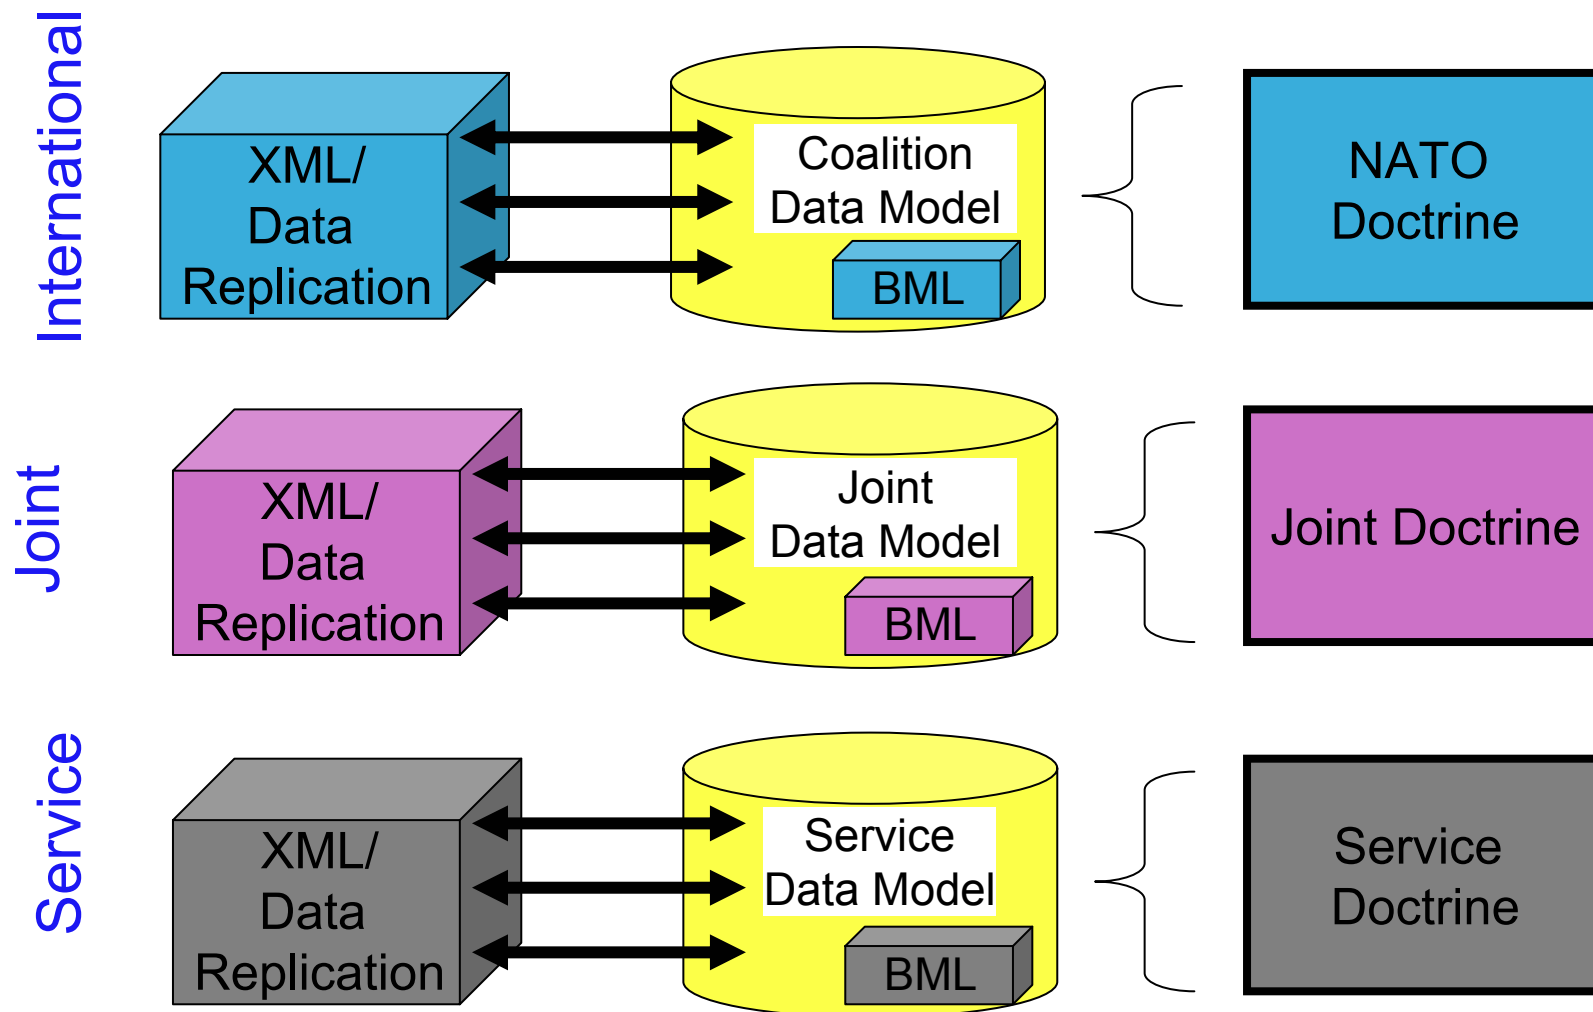 International
XML/
Data
Replication
Coalition
Data Model
BML
NATO
Doctrine
Joint
XML/
Data
Replication
Joint
Data Model
BML
Joint Doctrine
Service
XML/
Data
Replication
Service
Data Model
BML
Service
Doctrine